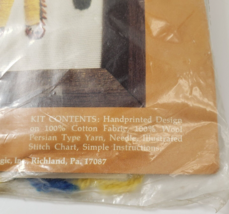 KIT CONTENTS: Handprinted Design
on 100% Cotton Fabric, 100% Wool
Persian Type Yarn, Needle, Illustrated
Stitch Chart, Simple Instructions
Inc., Richland, Pa. 17087